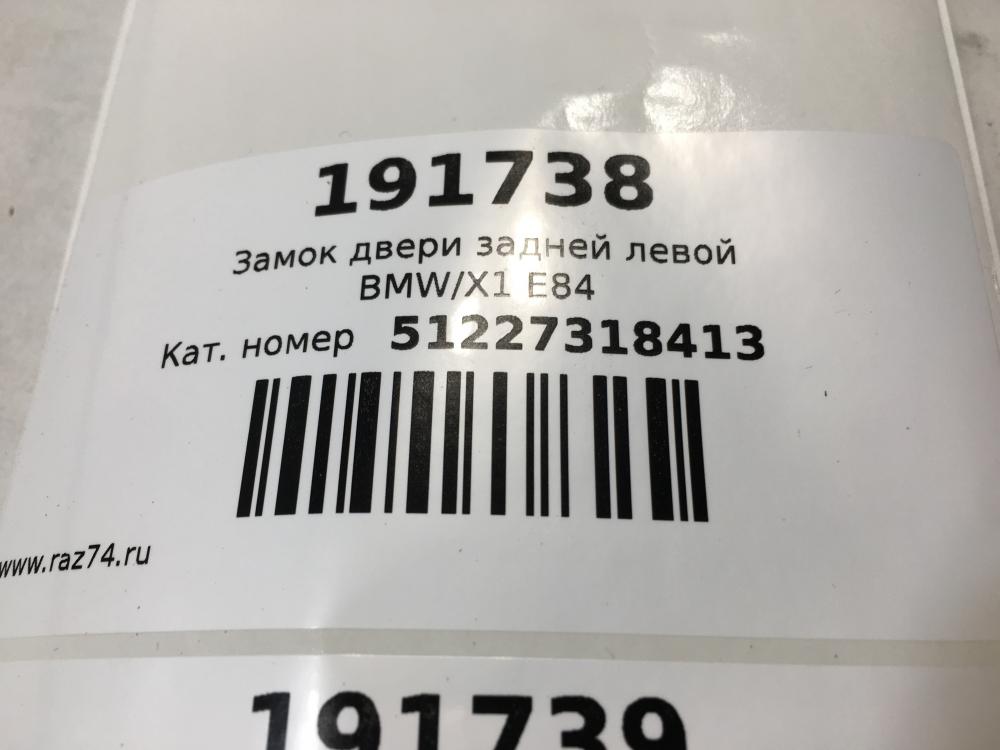 191738
Замок двери задней левой
BMW/X1 E84
Кат. номер 51227318413
www.raz74.ru
191739